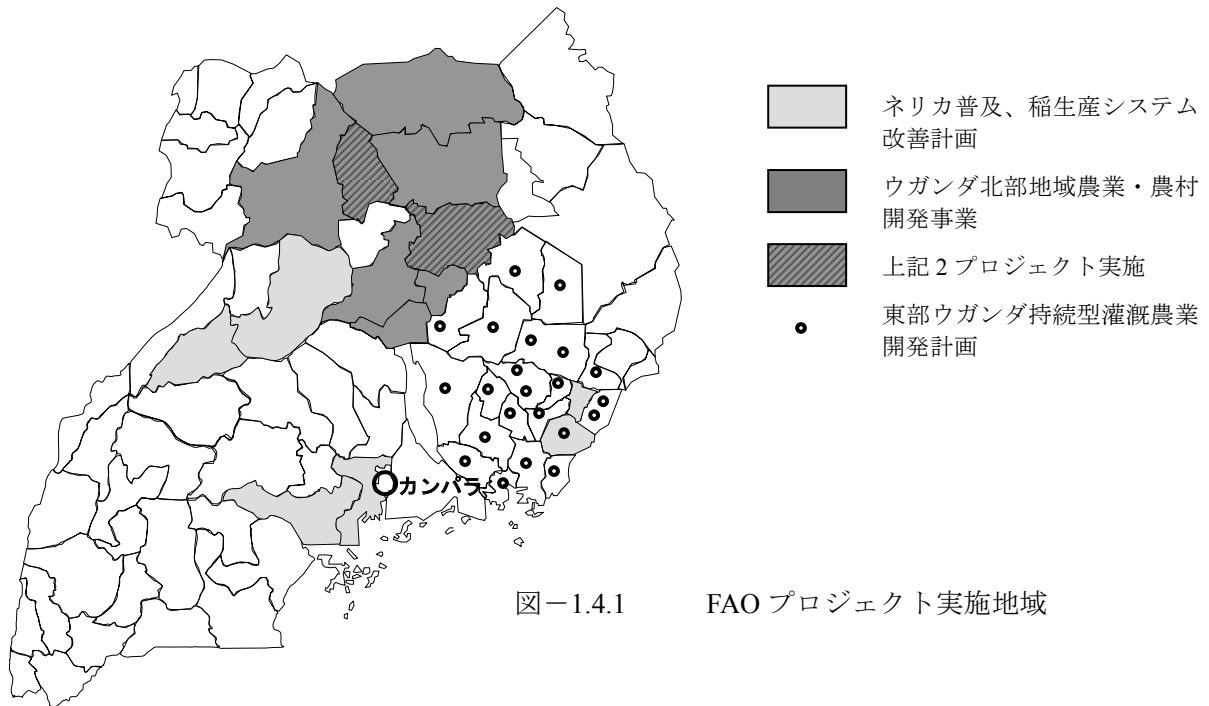 ネリカ普及、稲生産システム
改善計画
ウガンダ北部地域農業・農村
開発事業
上記 2 プロジェクト実施
東部ウガンダ持続型灌漑農業
開発計画
カンパラ
図－1.4.1 FAO プロジェクト実施地域